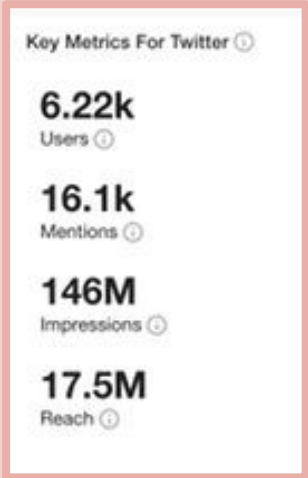 Key Metrics For Twitter
6.22k
Users
16.1k
Mentions
146M
Impressions
17.5M
Reach